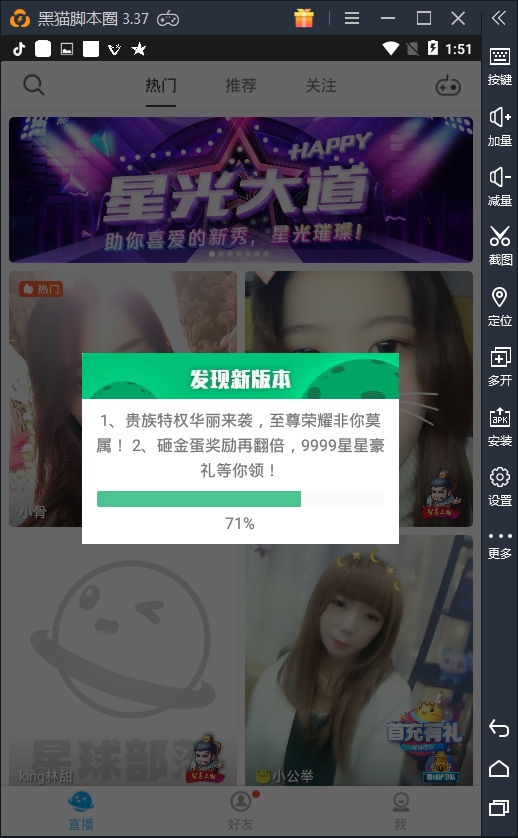 黑猫脚本圈 3.37
1:51
热门
推荐
关注
HAPPY
星光大道
助你喜爱的新秀，星光璀璨！
热门
发现新版本
1、贵族特权华丽来袭，至尊荣耀非你莫
属！ 2、砸金蛋奖励再翻倍，9999星星豪
礼等你领！
71%
小骨
星球部落
king林甜
首充有礼
小公举
直播
好友
我
按键
加量
减量
截图
定位
多开
APK
安装
设置
更多